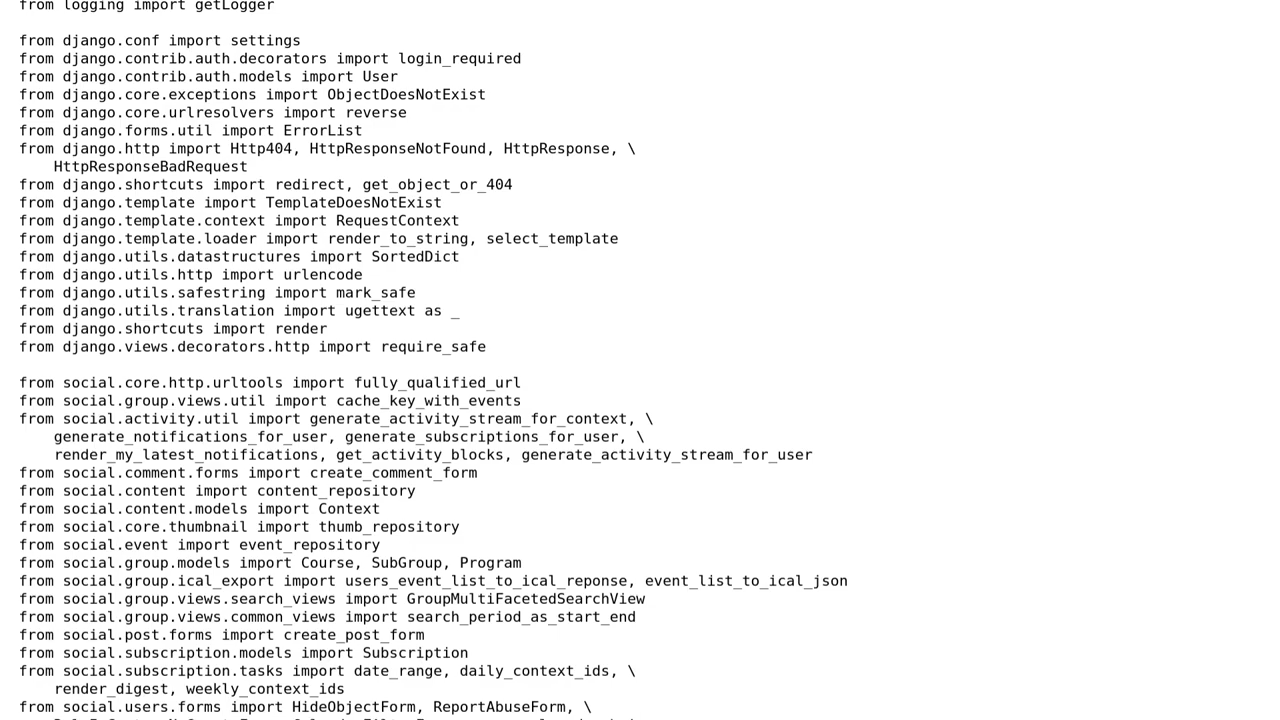 from logging import getLogger
from django.conf import settings
from django.contrib.auth.decorators import login_required
from django.contrib.auth.models import User
from django.core.exceptions import ObjectDoesNotExist
from django.core.urlresolvers import reverse
from django.forms.util import ErrorList
from django.http import Http404, HttpResponseNotFound, HttpResponse, \
    HttpResponseBadRequest
from django.shortcuts import redirect, get_object_or_404
from django.template import TemplateDoesNotExist
from django.template.context import RequestContext
from django.template.loader import render_to_string, select_template
from django.utils.datastructures import SortedDict
from django.utils.http import urlencode
from django.utils.safestring import mark_safe
from django.utils.translation import ugettext as _
from django.shortcuts import render
from django.views.decorators.http import require_safe
from social.core.http.urltools import fully_qualified_url
from social.group.views.util import cache_key_with_events
from social.activity.util import generate_activity_stream_for_context, \
    generate_notifications_for_user, generate_subscriptions_for_user, \
    render_my_latest_notifications, get_activity_blocks, generate_activity_stream_for_user
from social.comment.forms import create_comment_form
from social.content import content_repository
from social.content.models import Context
from social.core.thumbnail import thumb_repository
from social.event import event_repository
from social.group.models import Course, SubGroup, Program
from social.group.ical_export import users_event_list_to_ical_reponse, event_list_to_ical_json
from social.group.views.search_views import GroupMultiFacetedSearchView
from social.group.views.common_views import search_period_as_start_end
from social.post.forms import create_post_form
from social.subscription.models import Subscription
from social.subscription.tasks import date_range, daily_context_ids, \
    render_digest, weekly_context_ids
from social.users.forms import HideObjectForm, ReportAbuseForm, \